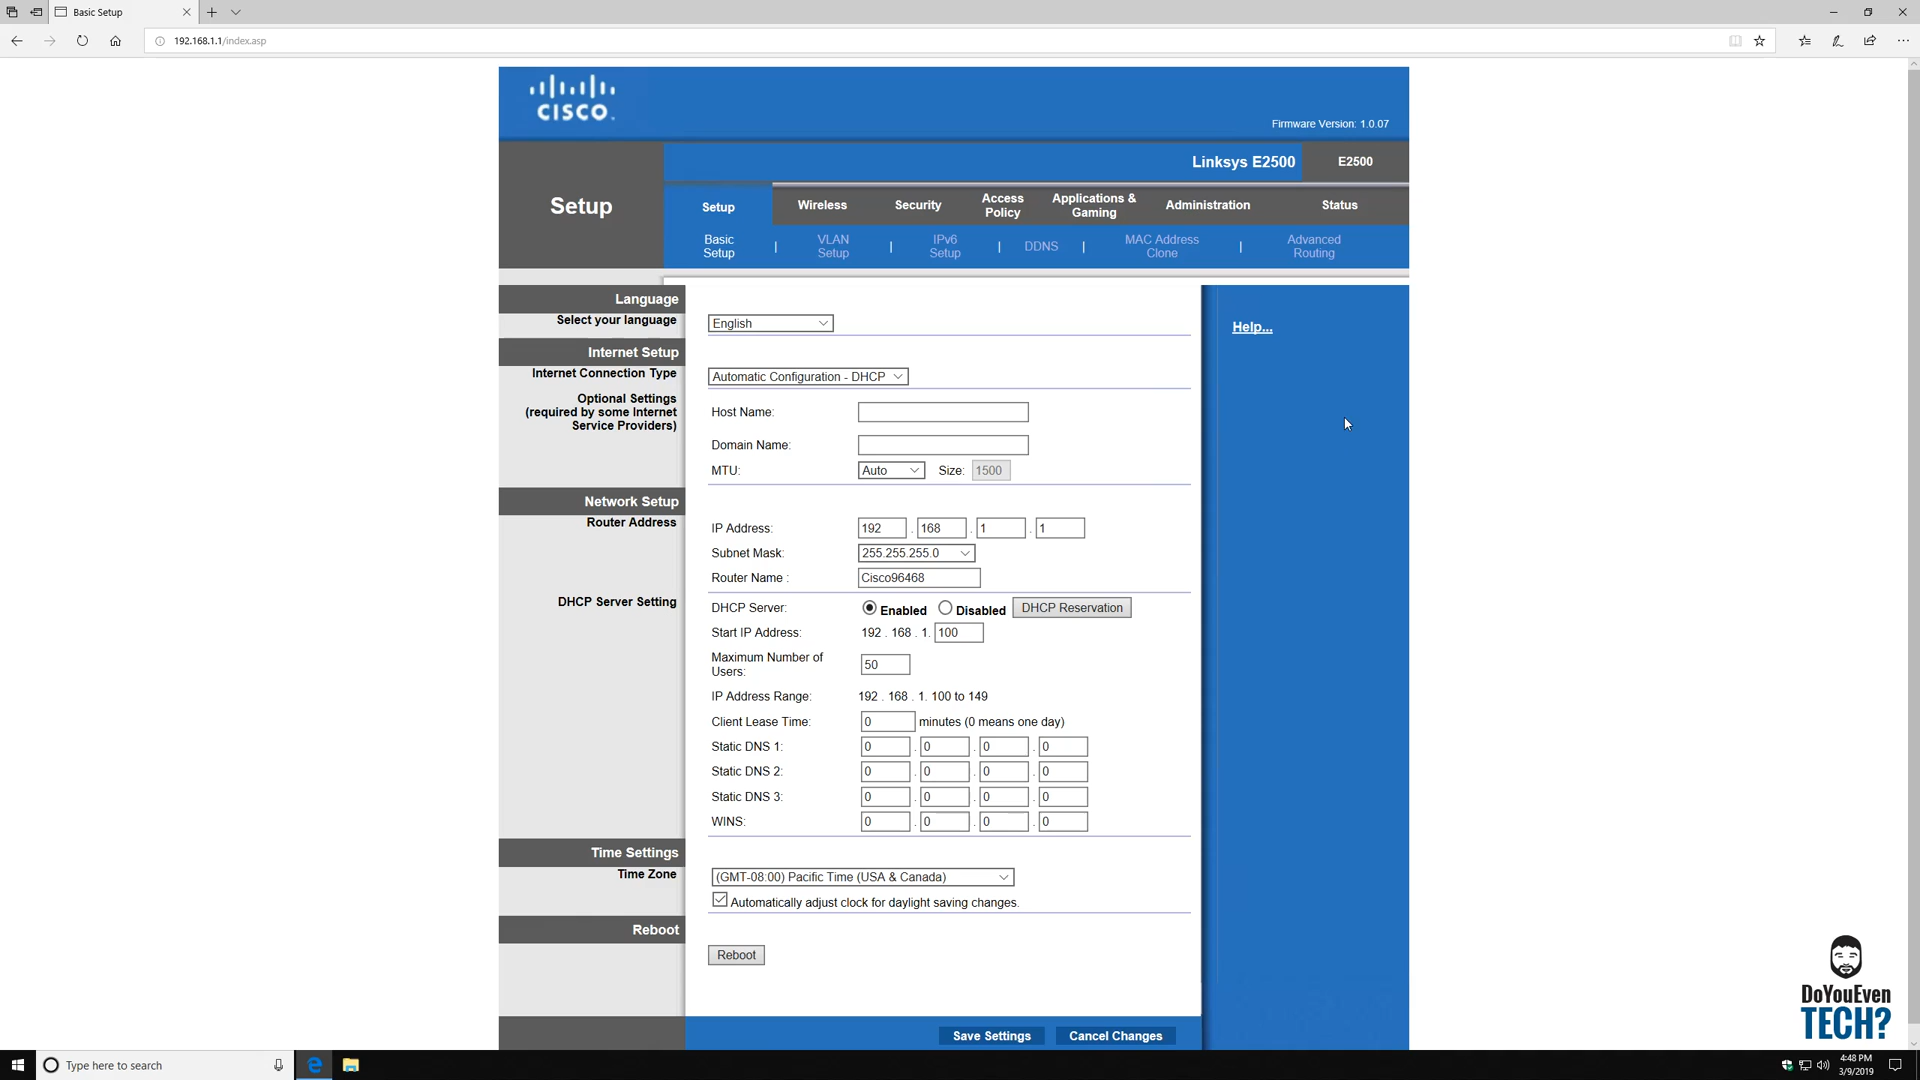 Basic Setup
192.168.1.1/index.asp
CISCO
Firmware Version: 1.0.07
Linksys E2500
E2500
Setup
Setup
Wireless
Security
Access
Policy
Applications &
Gaming
Administration
Status
Basic
Setup
|
VLAN
Setup
|
IPv6
Setup
|
DDNS
|
MAC Address
Clone
|
Advanced
Routing
Language
Select your language
English
Help...
Internet Setup
Internet Connection Type
Automatic Configuration - DHCP
Optional Settings
(required by some Internet
Service Providers)
Host Name:
Domain Name:
MTU: Auto Size: 1500
Network Setup
Router Address
IP Address: 192 . 168 . 1 . 1
Subnet Mask: 255.255.255.0
Router Name : Cisco96468
DHCP Server Setting
DHCP Server: Enabled Disabled DHCP Reservation
Start IP Address: 192 . 168 . 1. 100
Maximum Number of
Users:
50
IP Address Range: 192 . 168 . 1. 100 to 149
Client Lease Time: 0 minutes (0 means one day)
Static DNS 1: 0 . 0 . 0 . 0
Static DNS 2: 0 . 0 . 0 . 0
Static DNS 3: 0 . 0 . 0 . 0
WINS: 0 . 0 . 0 . 0
Time Settings
Time Zone
(GMT-08:00) Pacific Time (USA & Canada)
Automatically adjust clock for daylight saving changes.
Reboot
Reboot
Save Settings
Cancel Changes
DoYouEven
TECH?
Type here to search
4:48 PM
3/9/2019